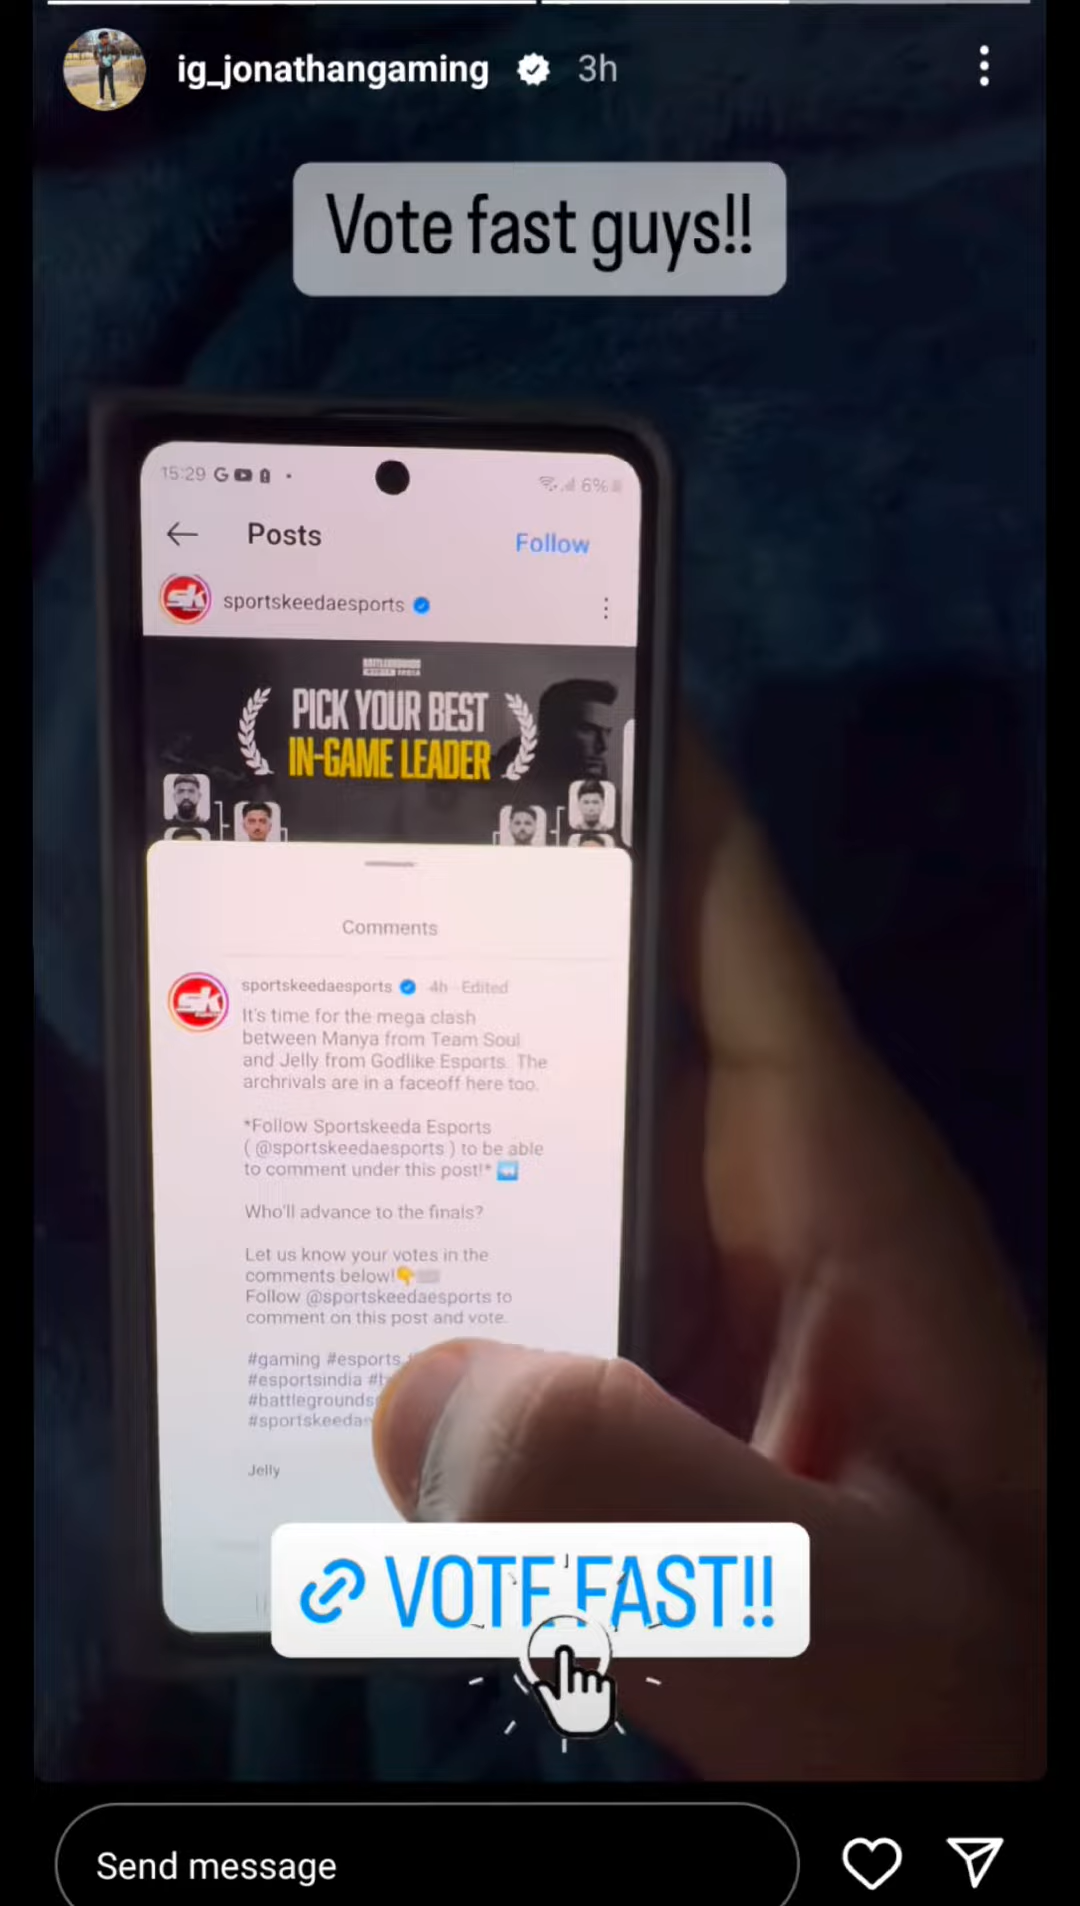 ig_jonathangaming 3h
Vote fast guys!!
15:29 G 6%
Posts
Follow
sportskeedaesports
PICK YOUR BEST
IN-GAME LEADER
Comments
sportskeedaesports 4h Edited
It's time for the mega clash
between Manya from Team Soul
and Jelly from Godlike Esports. The
archrivals are in a faceoff here too.
*Follow Sportskeeda Esports
( @sportskeedaesports ) to be able
to comment under this post!*
Who'll advance to the finals?
Let us know your votes in the
comments below!👇
Follow @sportskeedaesports to
comment on this post and vote.
#gaming #esports
#esportsindia
#battlegrounds
#sportskeeda
Jelly
VOTE FAST!!
Send message